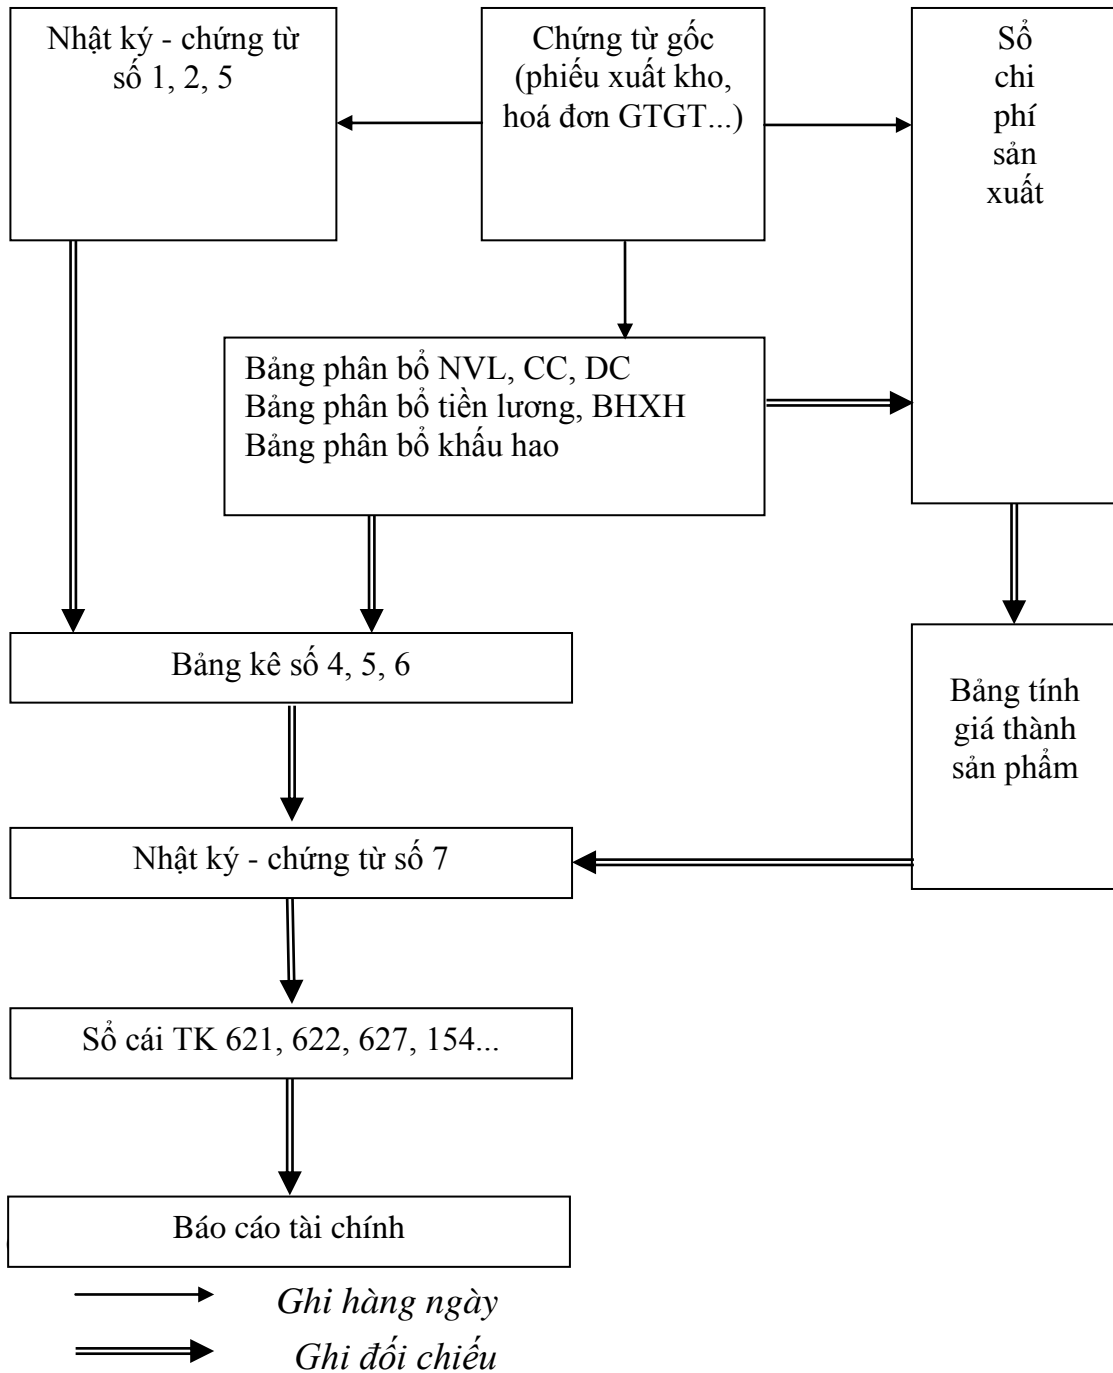 Nhật ký - chứng từ
số 1, 2, 5
Chứng từ gốc
(phiếu xuất kho,
hoá đơn GTGT...)
Sổ
chi
phí
sản
xuất
Bảng phân bổ NVL, CC, DC
Bảng phân bổ tiền lương, BHXH
Bảng phân bổ khấu hao
Bảng kê số 4, 5, 6
Bảng tính
giá thành
sản phẩm
Nhật ký - chứng từ số 7
Sổ cái TK 621, 622, 627, 154...
Báo cáo tài chính
Ghi hàng ngày
Ghi đối chiếu